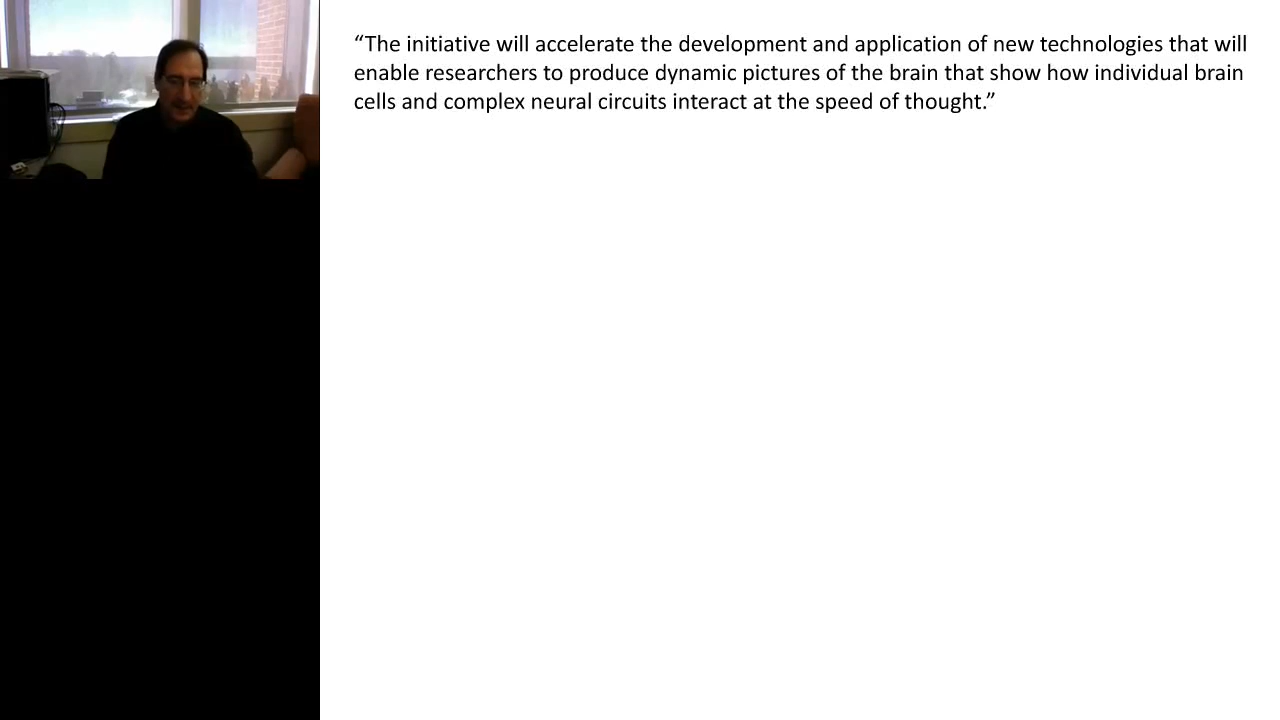 “The initiative will accelerate the development and application of new technologies that will
enable researchers to produce dynamic pictures of the brain that show how individual brain
cells and complex neural circuits interact at the speed of thought.”